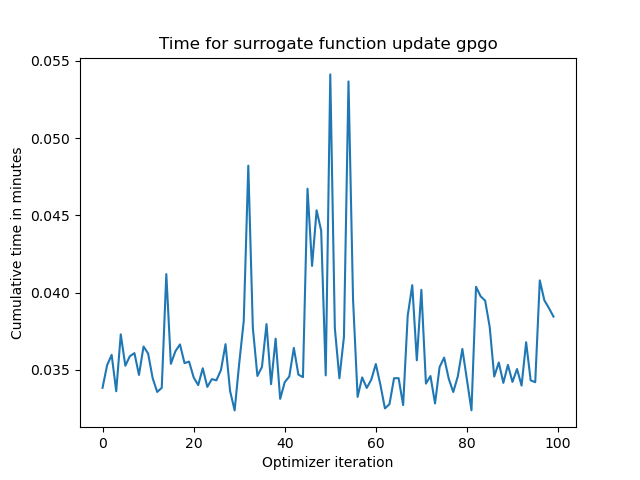 Time for surrogate function update gpgo
0.055
0.050
0.045
0.040
0.035
Cumulative time in minutes
0 20 40 60 80 100
Optimizer iteration